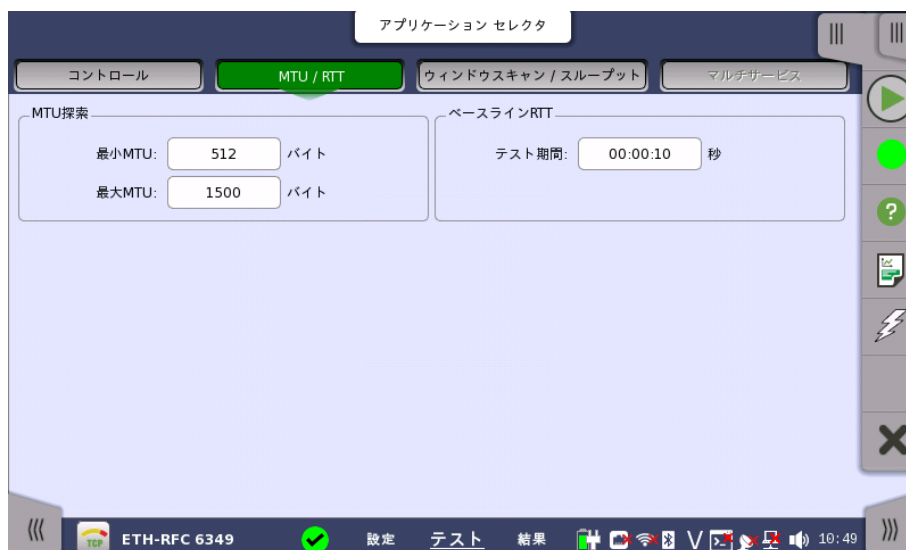 アプリケーション セレクタ
コントロール
MTU / RTT
ウィンドウスキャン / スループット
マルチサービス
MTU探索
最小MTU: 512 バイト
最大MTU: 1500 バイト
ベースラインRTT
テスト期間: 00:00:10 秒
TCP
ETH-RFC 6349
設定
テスト
結果
10:49